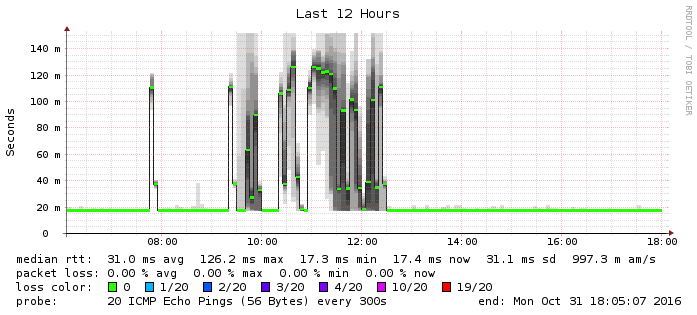 Last 12 Hours
RRDTOOL / TOBI OETIKER
Seconds
140 m
120 m
100 m
80 m
60 m
40 m
20 m
0
08:00 10:00 12:00 14:00 16:00 18:00
median rtt: 31.0 ms avg 126.2 ms max 17.3 ms min 17.4 ms now 31.1 ms sd 997.3 m am/s
packet loss: 0.00 % avg 0.00 % max 0.00 % min 0.00 % now
loss color: 0 1/20 2/20 3/20 4/20 10/20 19/20
probe: 20 ICMP Echo Pings (56 Bytes) every 300s end: Mon Oct 31 18:05:07 2016